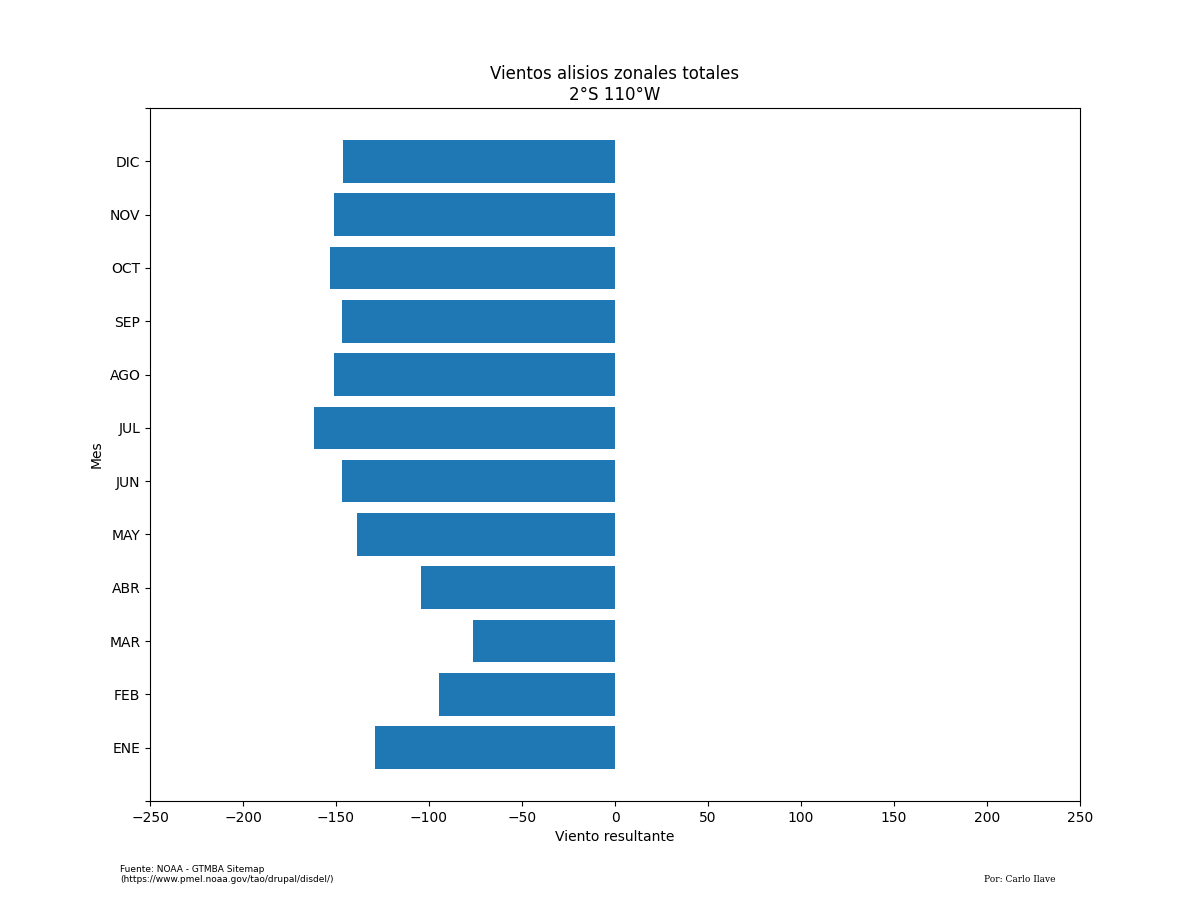 Vientos alisios zonales totales
2°S 110°W
DIC
NOV
OCT
SEP
AGO
JUL
JUN
MAY
ABR
MAR
FEB
ENE
Mes
−250 −200 −150 −100 −50 0 50 100 150 200 250
Viento resultante
Fuente: NOAA - GTMBA Sitemap
(https://www.pmel.noaa.gov/tao/drupal/disdel/)
Por: Carlo Ilave